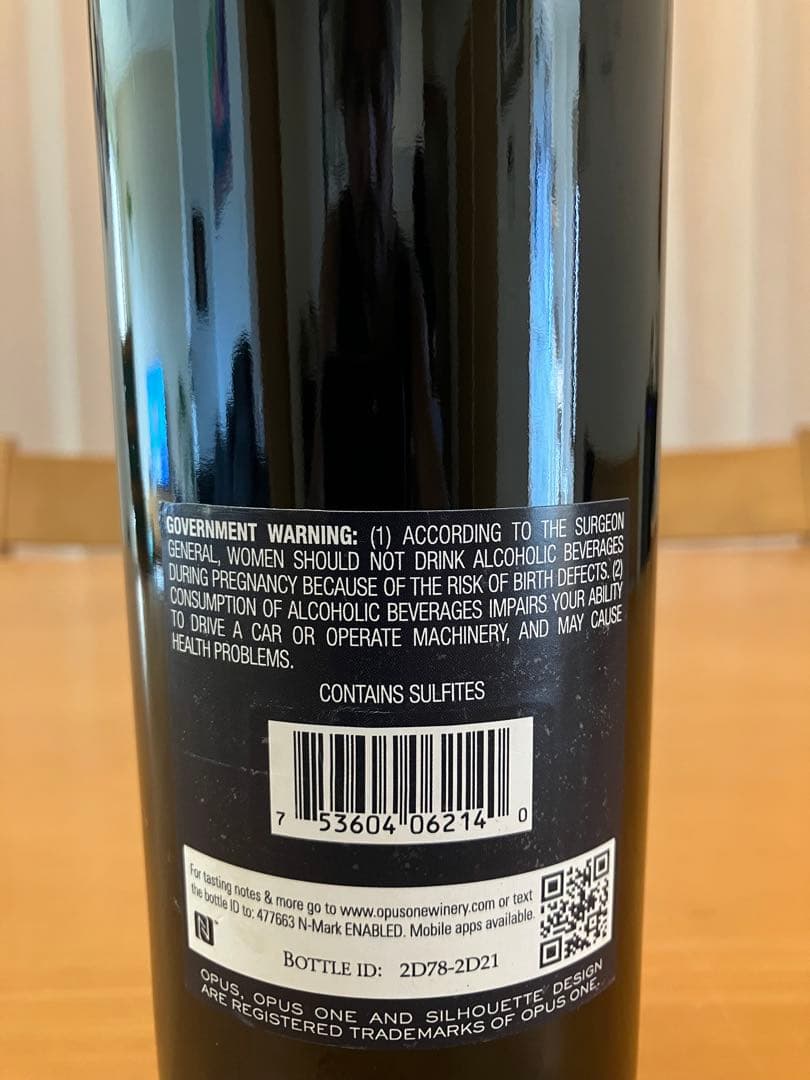 GOVERNMENT WARNING: (1) ACCORDING TO THE SURGEON
GENERAL, WOMEN SHOULD NOT DRINK ALCOHOLIC BEVERAGES
DURING PREGNANCY BECAUSE OF THE RISK OF BIRTH DEFECTS. (2)
CONSUMPTION OF ALCOHOLIC BEVERAGES IMPAIRS YOUR ABILITY
TO DRIVE A CAR OR OPERATE MACHINERY, AND MAY CAUSE
HEALTH PROBLEMS.
CONTAINS SULFITES
7 53604 06214 0
For tasting notes & more go to www.opusonewinery.com or text
the bottle ID to: 477663 N-Mark ENABLED. Mobile apps available.
N™
BOTTLE ID: 2D78-2D21
OPUS, OPUS ONE AND SILHOUETTE DESIGN
ARE REGISTERED TRADEMARKS OF OPUS ONE.